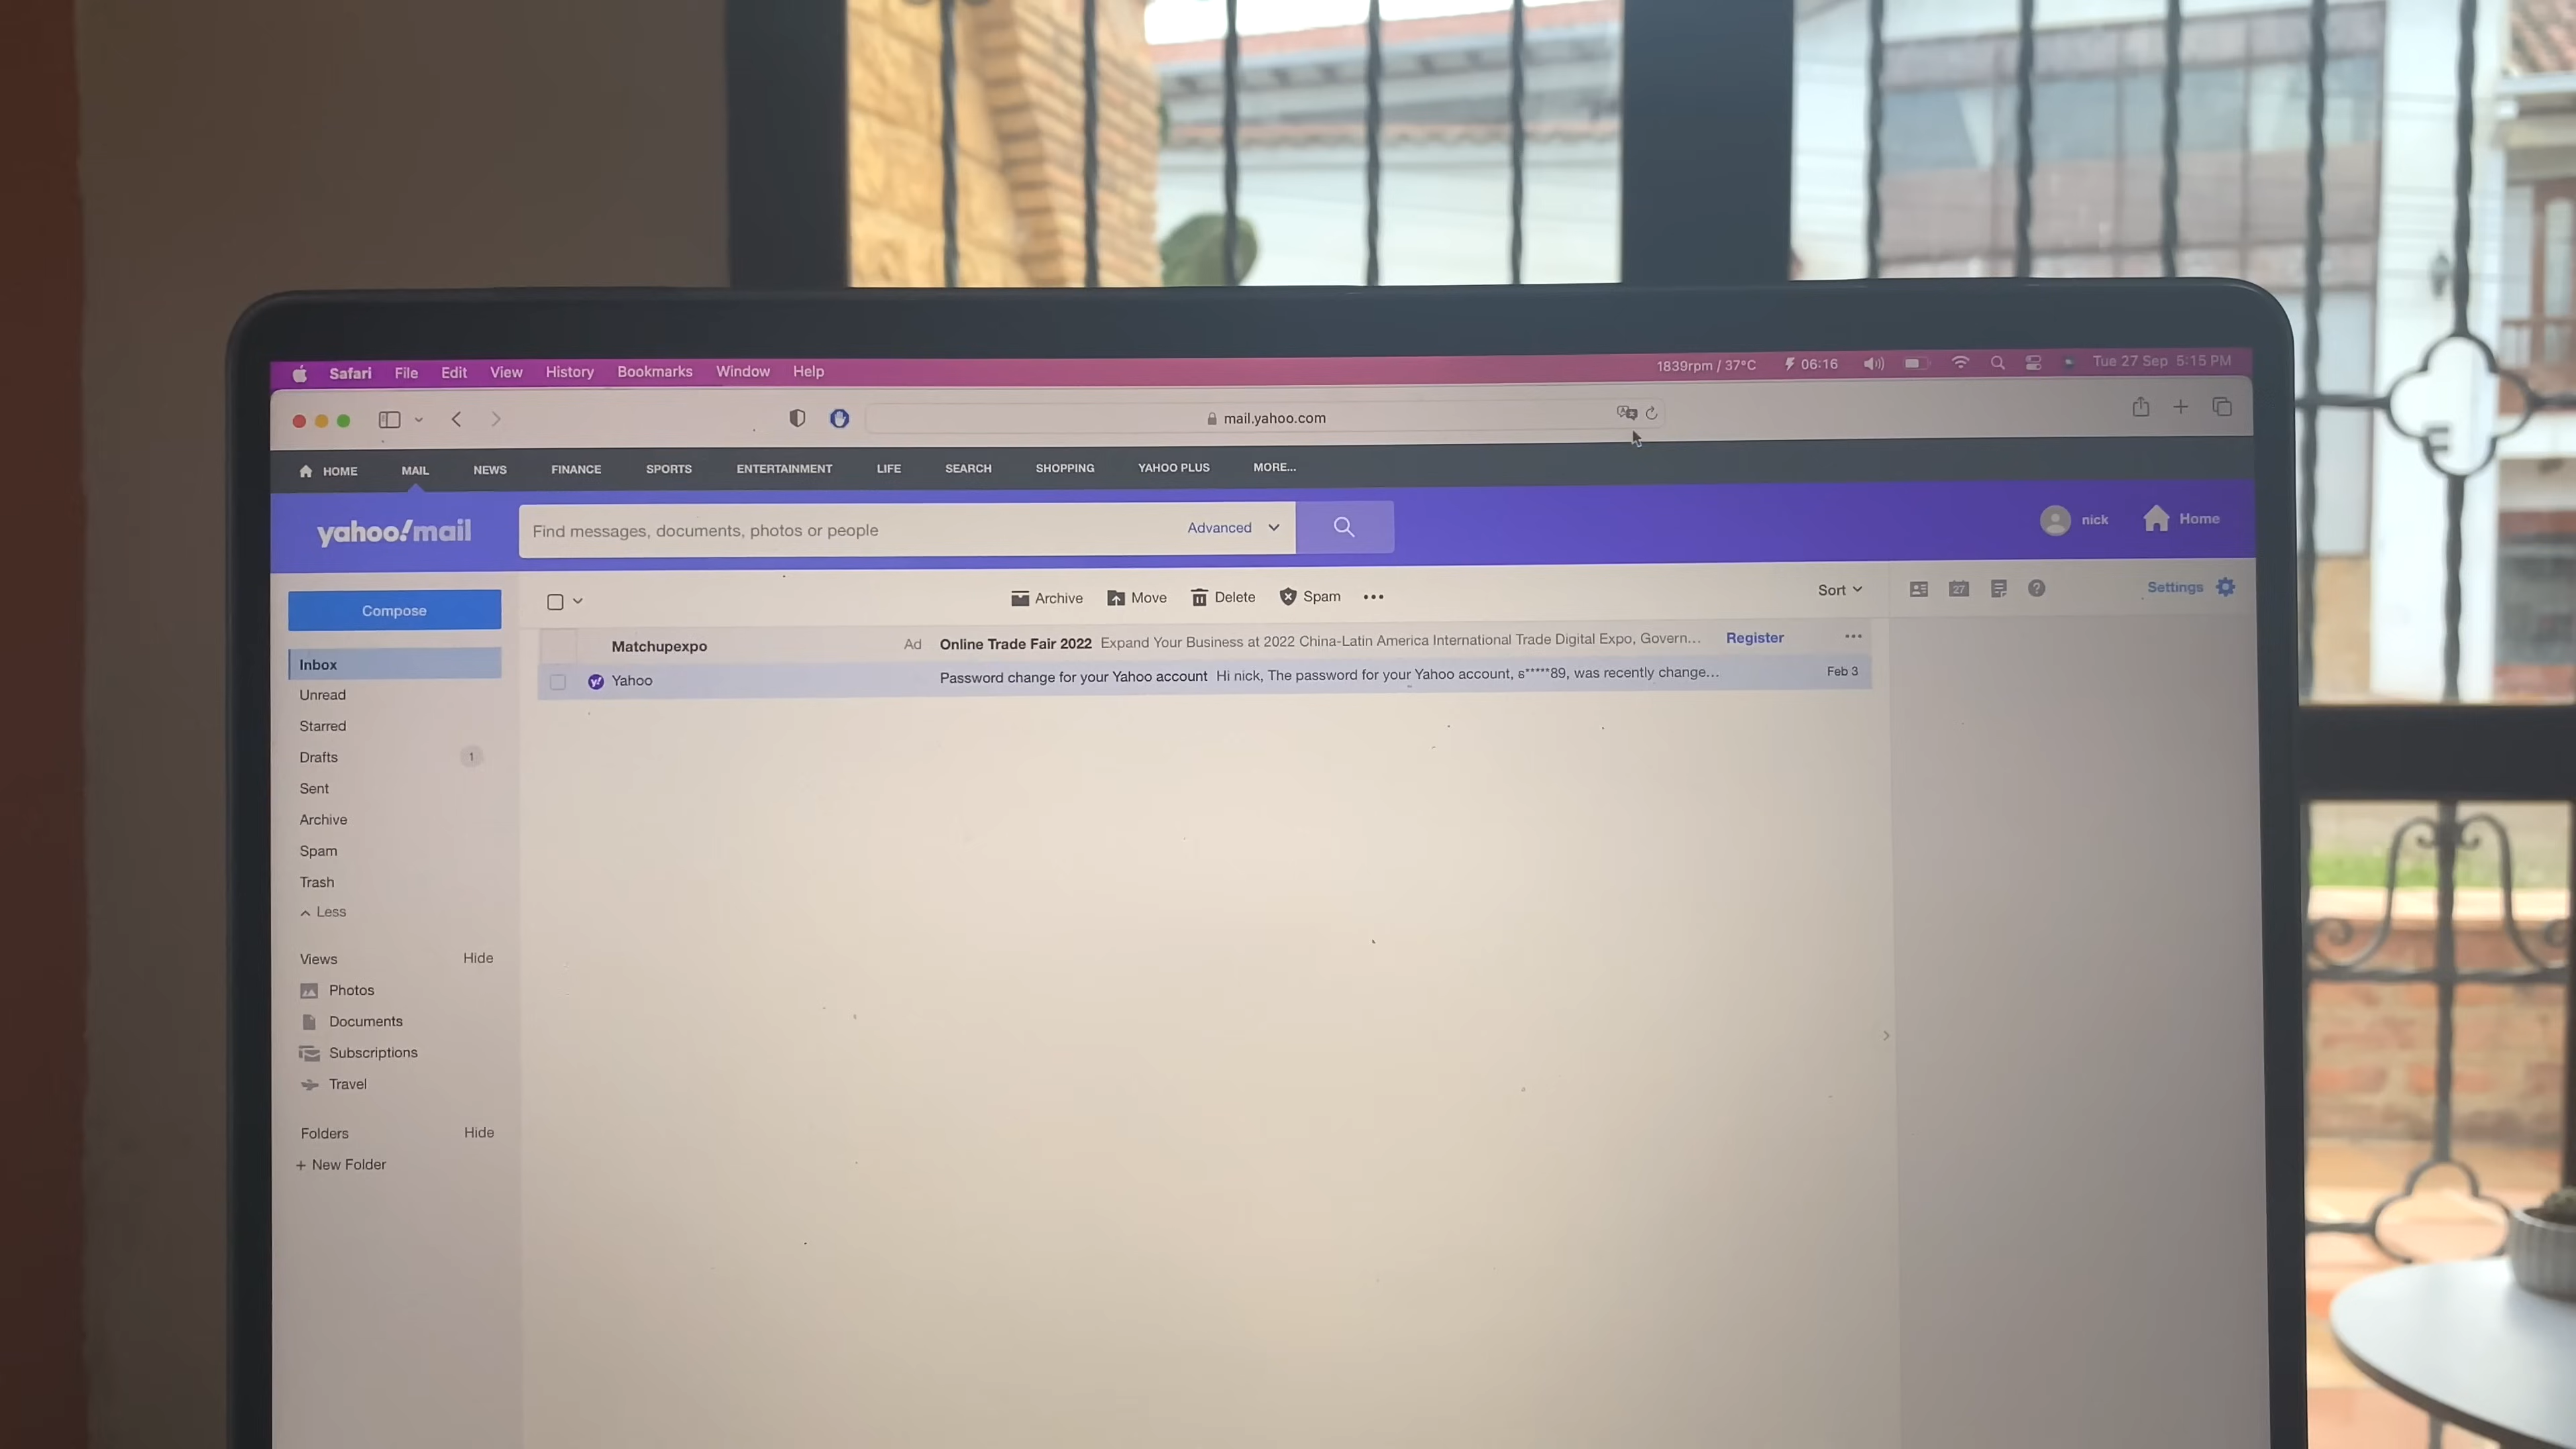 Safari File Edit View History Bookmarks Window Help 1839rpm / 37°C 06:16 Tue 27 Sep 5:15 PM
mail.yahoo.com
HOME MAIL NEWS FINANCE SPORTS ENTERTAINMENT LIFE SEARCH SHOPPING YAHOO PLUS MORE...
yahoo!mail Find messages, documents, photos or people Advanced nick Home
Compose Archive Move Delete Spam ••• Sort 27 ? Settings
Matchupexpo Ad Online Trade Fair 2022 Expand Your Business at 2022 China-Latin America International Trade Digital Expo, Govern... Register •••
Yahoo Password change for your Yahoo account Hi nick, The password for your Yahoo account, s*****89, was recently change... Feb 3
Inbox
Unread
Starred
Drafts 1
Sent
Archive
Spam
Trash
Less
Views Hide
Photos
Documents
Subscriptions
Travel
Folders Hide
+ New Folder